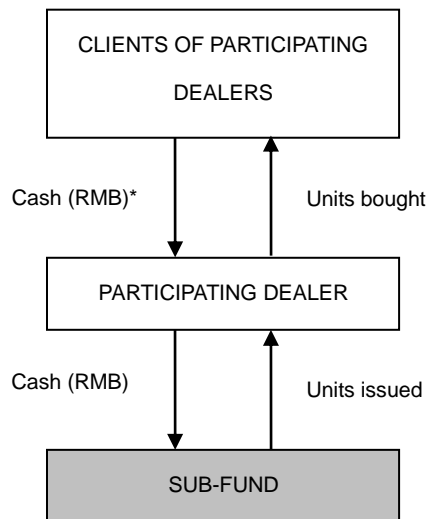 CLIENTS OF PARTICIPATING
DEALERS
Cash (RMB)*
Units bought
PARTICIPATING DEALER
Cash (RMB)
Units issued
SUB-FUND